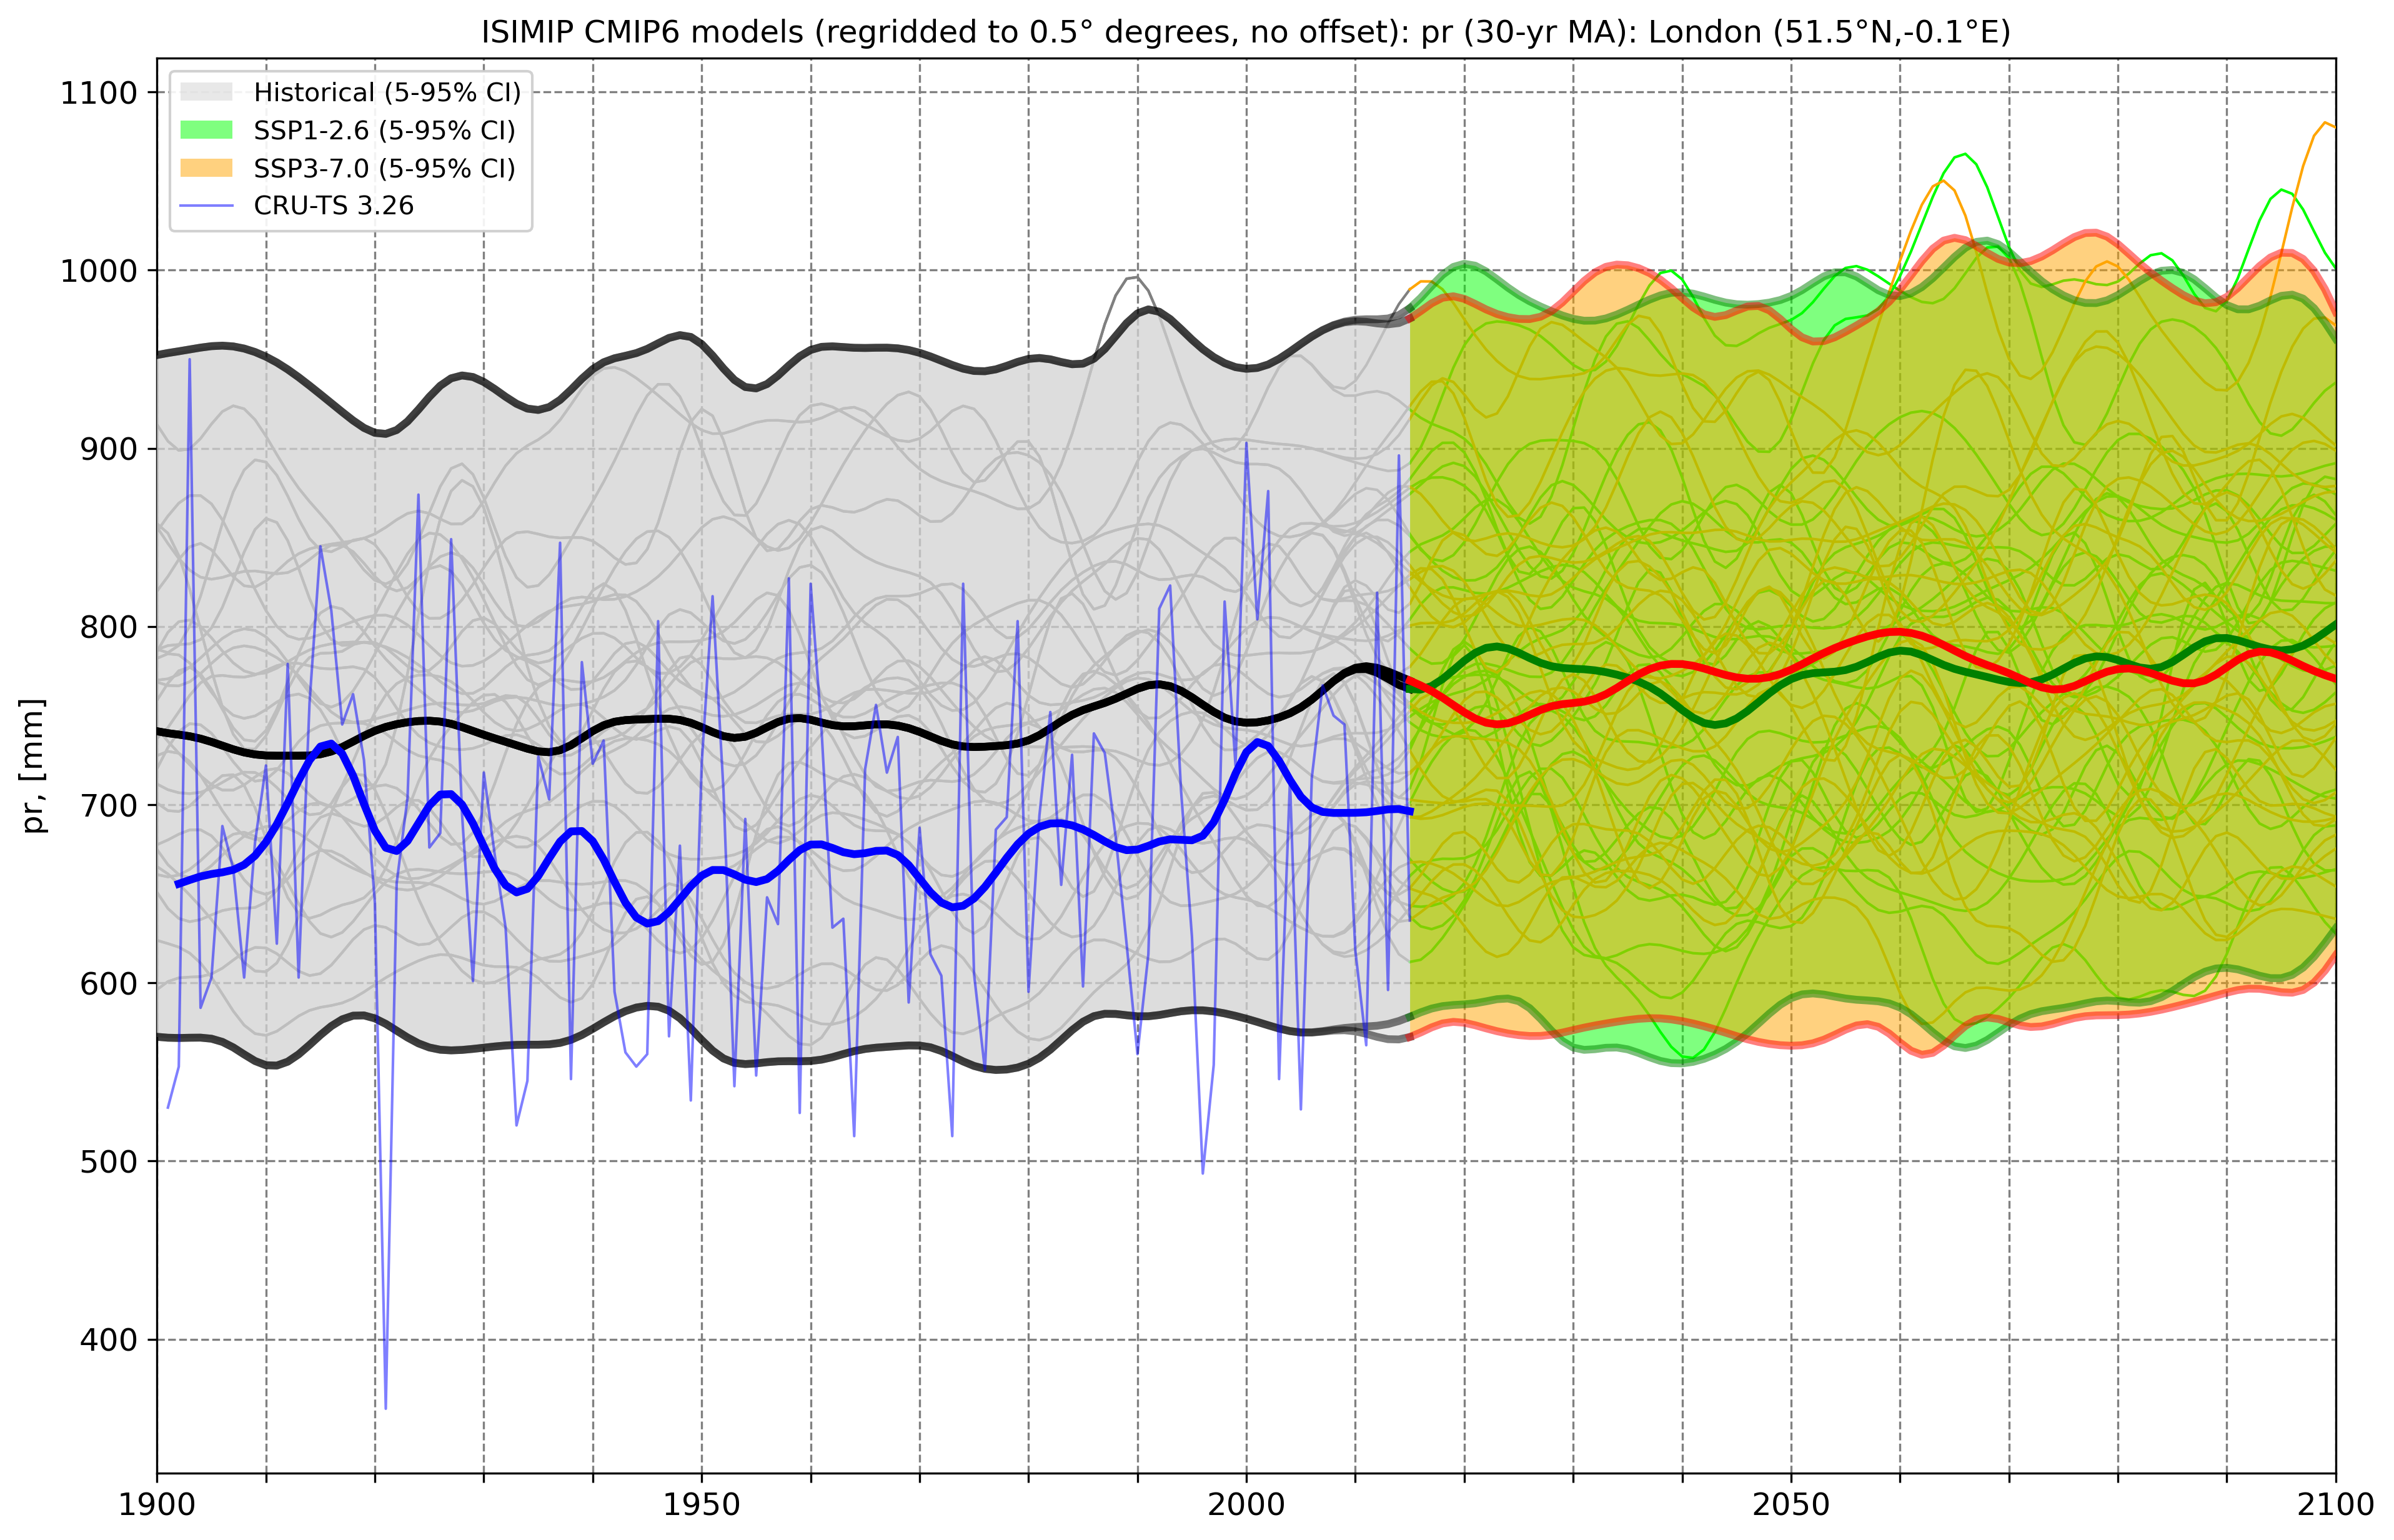 ISIMIP CMIP6 models (regridded to 0.5° degrees, no offset): pr (30-yr MA): London (51.5°N,-0.1°E)
Historical (5-95% CI)
SSP1-2.6 (5-95% CI)
SSP3-7.0 (5-95% CI)
CRU-TS 3.26
pr, [mm]
1100
1000
900
800
700
600
500
400
1900
1950
2000
2050
2100